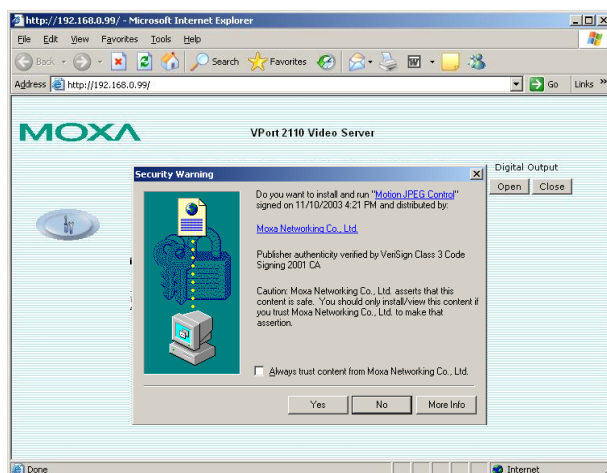 http://192.168.0.99/ - Microsoft Internet Explorer
File Edit View Favorites Tools Help
Back Search Favorites
Address http://192.168.0.99/ Go Links »
MOXA
VPort 2110 Video Server
Digital Output
Open Close
Security Warning
Do you want to install and run "Motion JPEG Control"
signed on 11/10/2003 4:21 PM and distributed by:
Moxa Networking Co., Ltd.
Publisher authenticity verified by VeriSign Class 3 Code
Signing 2001 CA
Caution: Moxa Networking Co., Ltd. asserts that this
content is safe. You should only install/view this content if
you trust Moxa Networking Co., Ltd. to make that
assertion.
Always trust content from Moxa Networking Co., Ltd.
Yes No More Info
Done Internet